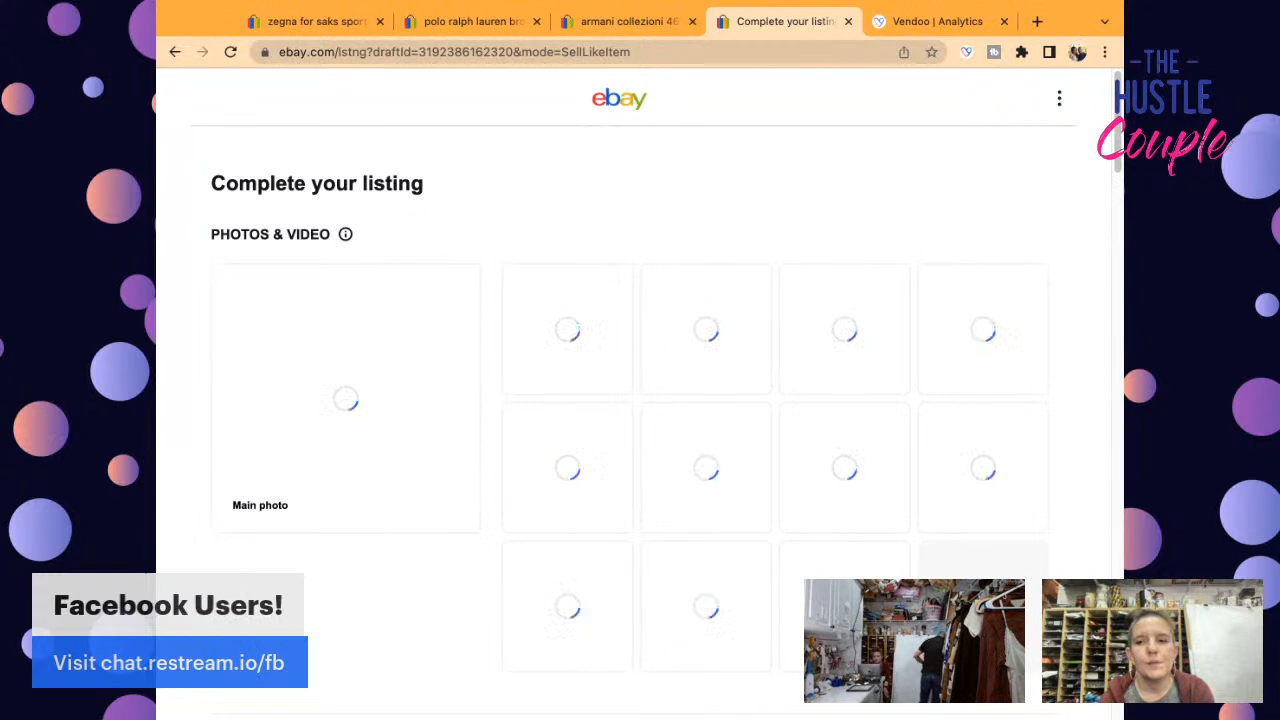 zegna for saks sport
polo ralph lauren bro
armani collezioni 46
Complete your listing
Vendoo | Analytics
ebay.com/lstng?draftId=3192386162320&mode=SellLikeItem
ebay
THE
HUSTLE
Couple
Complete your listing
PHOTOS & VIDEO
Main photo
Facebook Users!
Visit chat.restream.io/fb